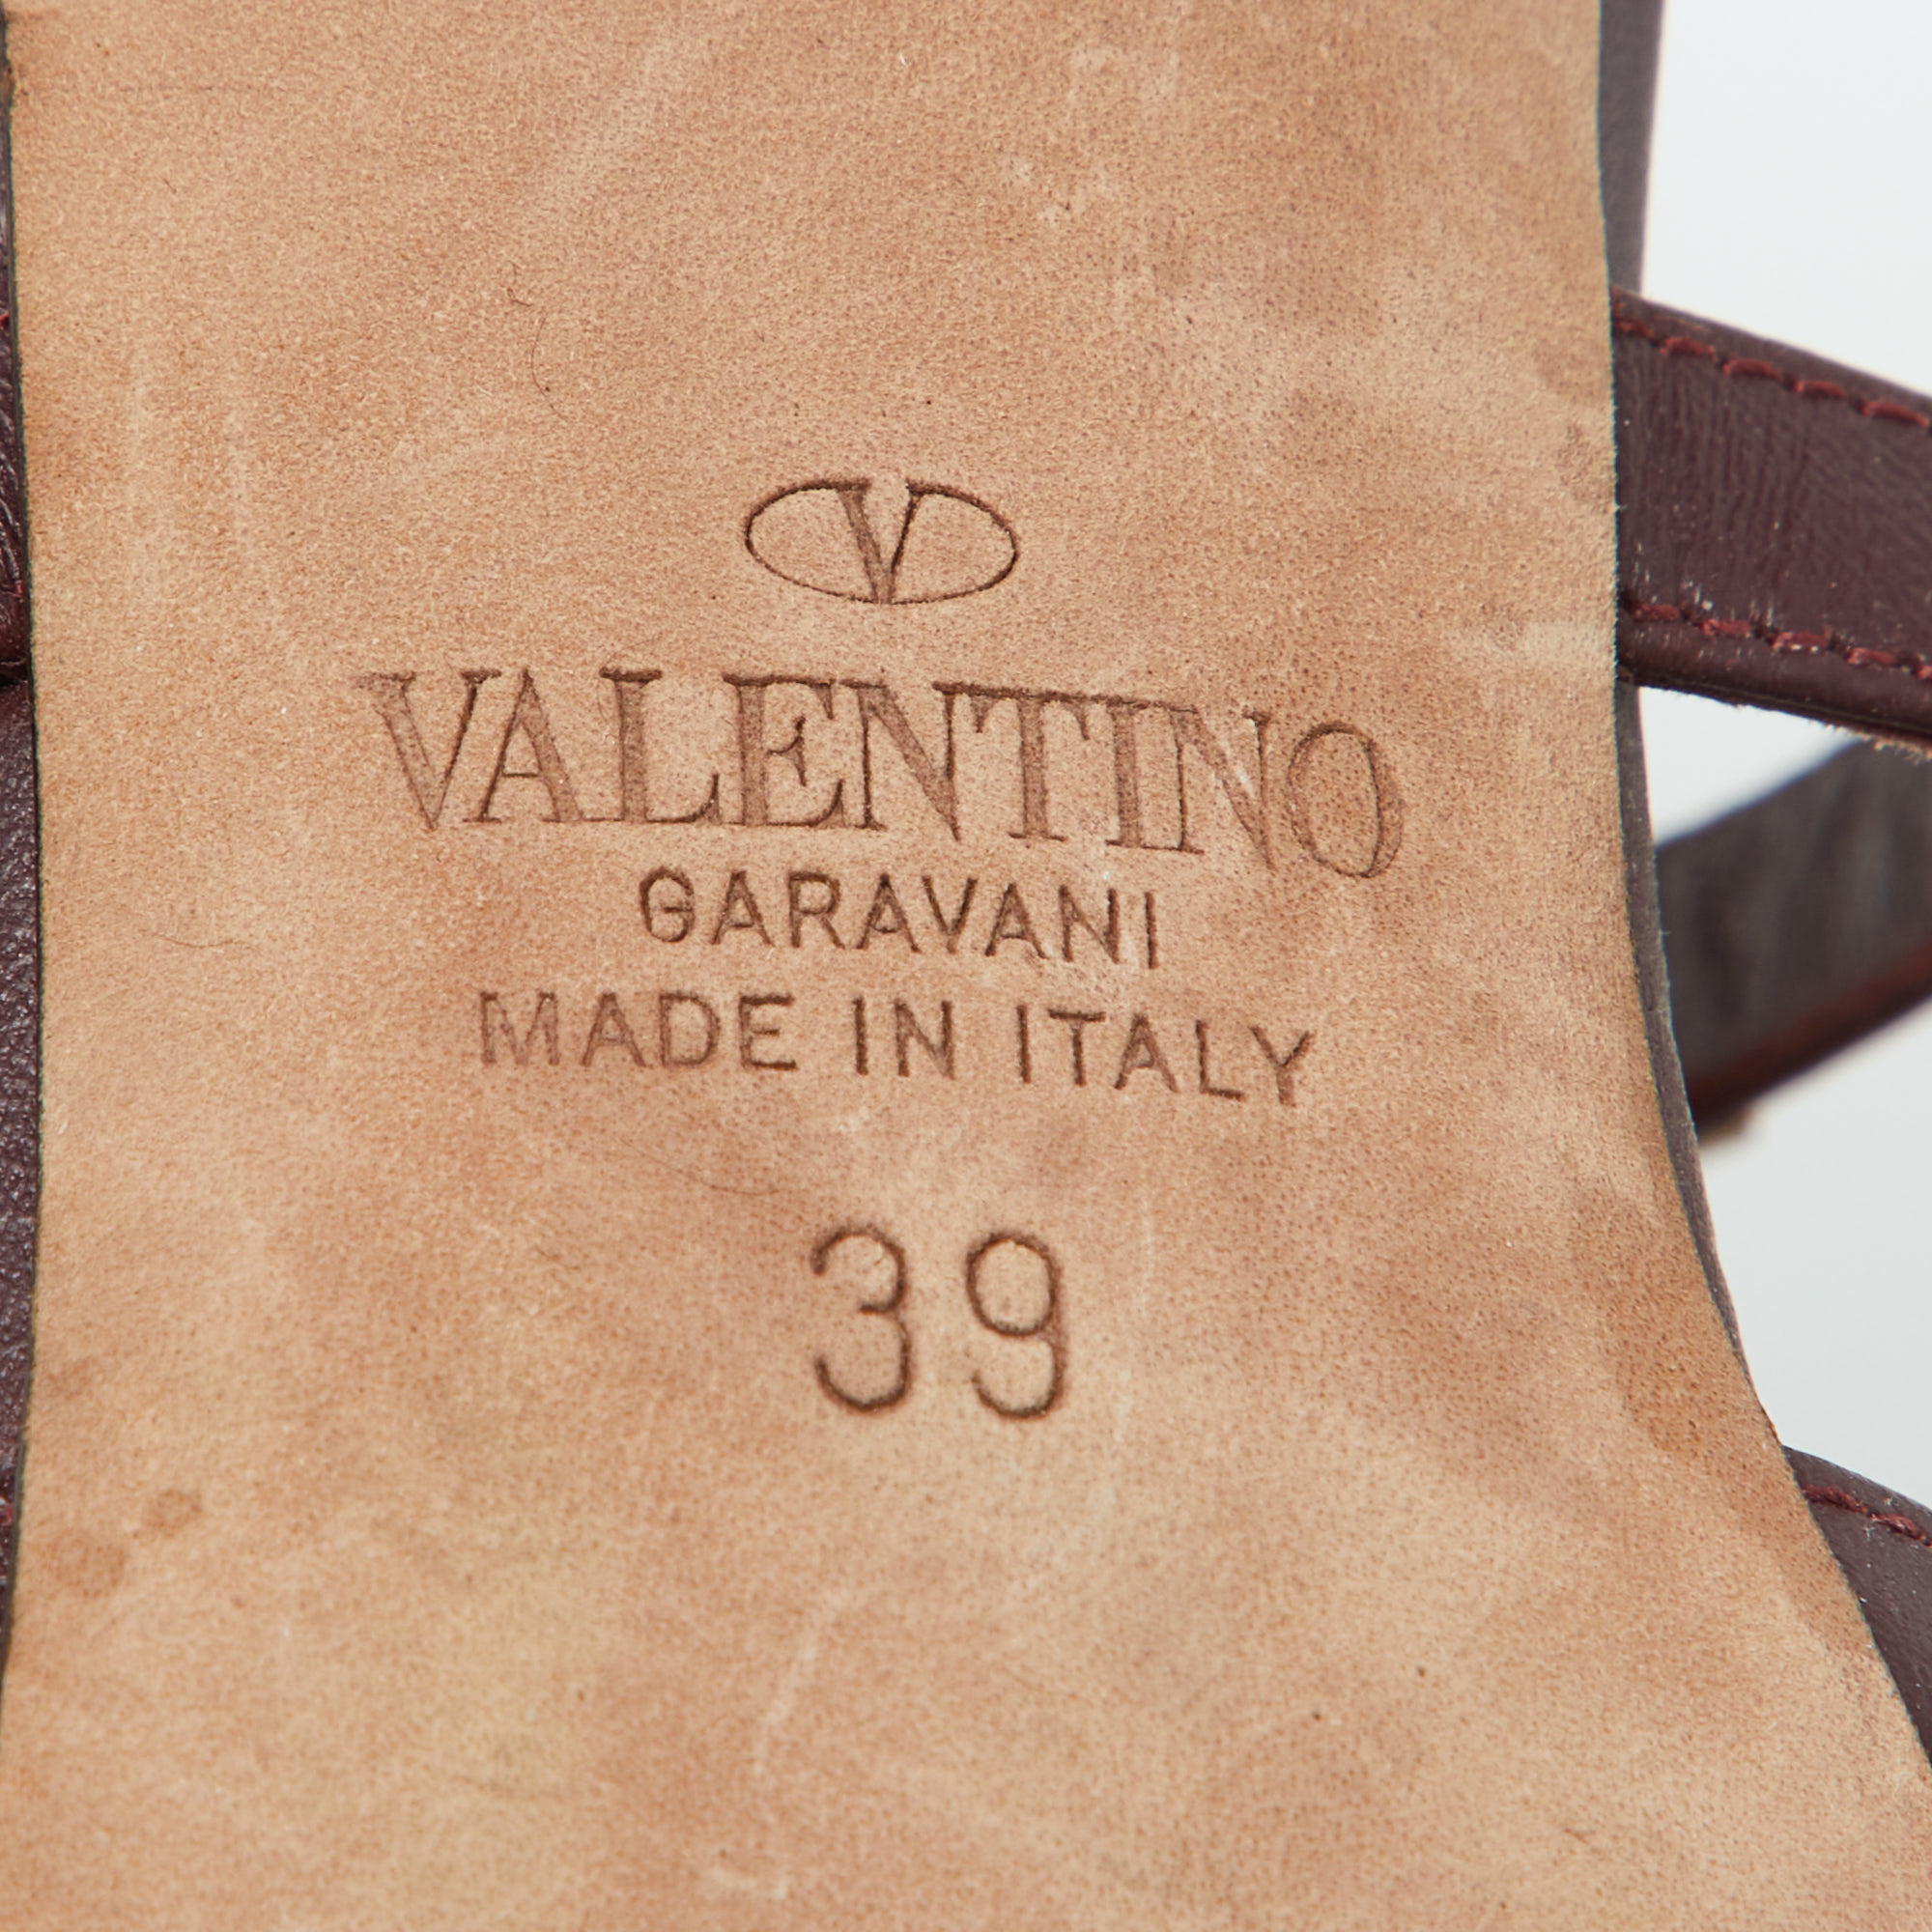 V
VALENTINO
GARAVANI
MADE IN ITALY
39